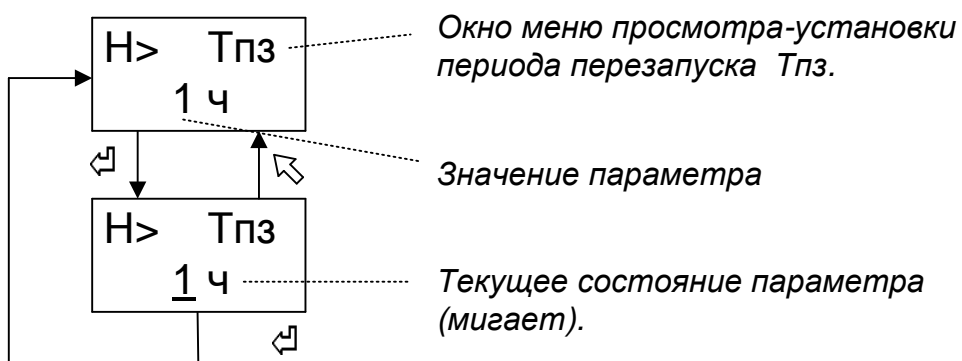 Н> Тпз
1 ч
Окно меню просмотра-установки
периода перезапуска Тпз.
Значение параметра
Н> Тпз
1 ч
Текущее состояние параметра
(мигает).